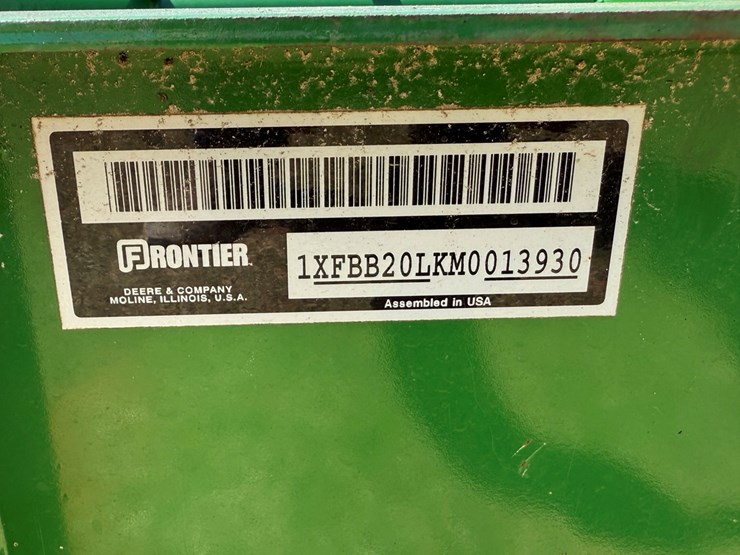 FRONTIER
DEERE & COMPANY
MOLINE, ILLINOIS, U.S.A.
1XFBB20LKM0013930
Assembled in USA